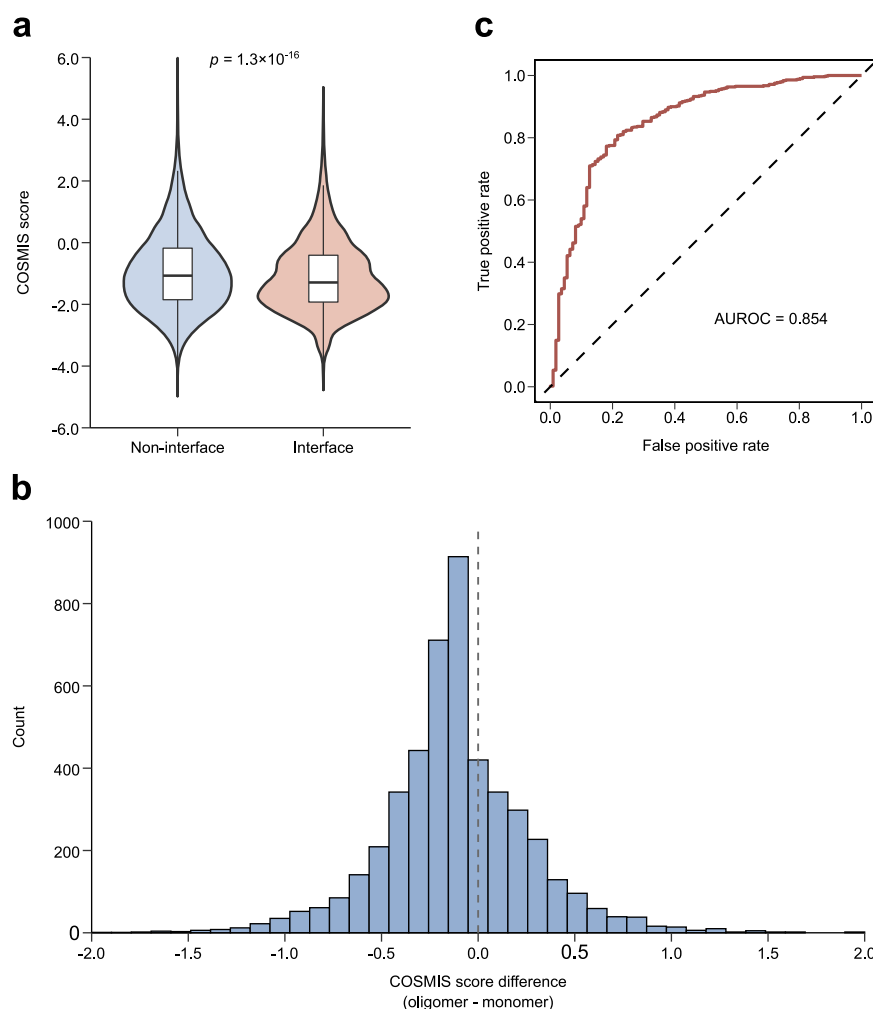 a
p = 1.3×10-16
6.0
4.0
2.0
0.0
-2.0
-4.0
-6.0
COSMIS score
Non-interface
Interface
c
1.0
0.8
0.6
0.4
0.2
0.0
True positive rate
AUROC = 0.854
0.0
0.2
0.4
0.6
0.8
1.0
False positive rate
b
1000
800
600
400
200
0
Count
-2.0
-1.5
-1.0
-0.5
0.0
0.5
1.0
1.5
2.0
COSMIS score difference
(oligomer - monomer)